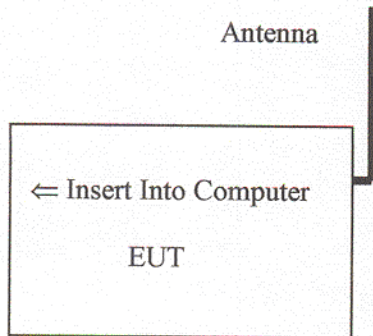 Antenna
⇐ Insert Into Computer
EUT